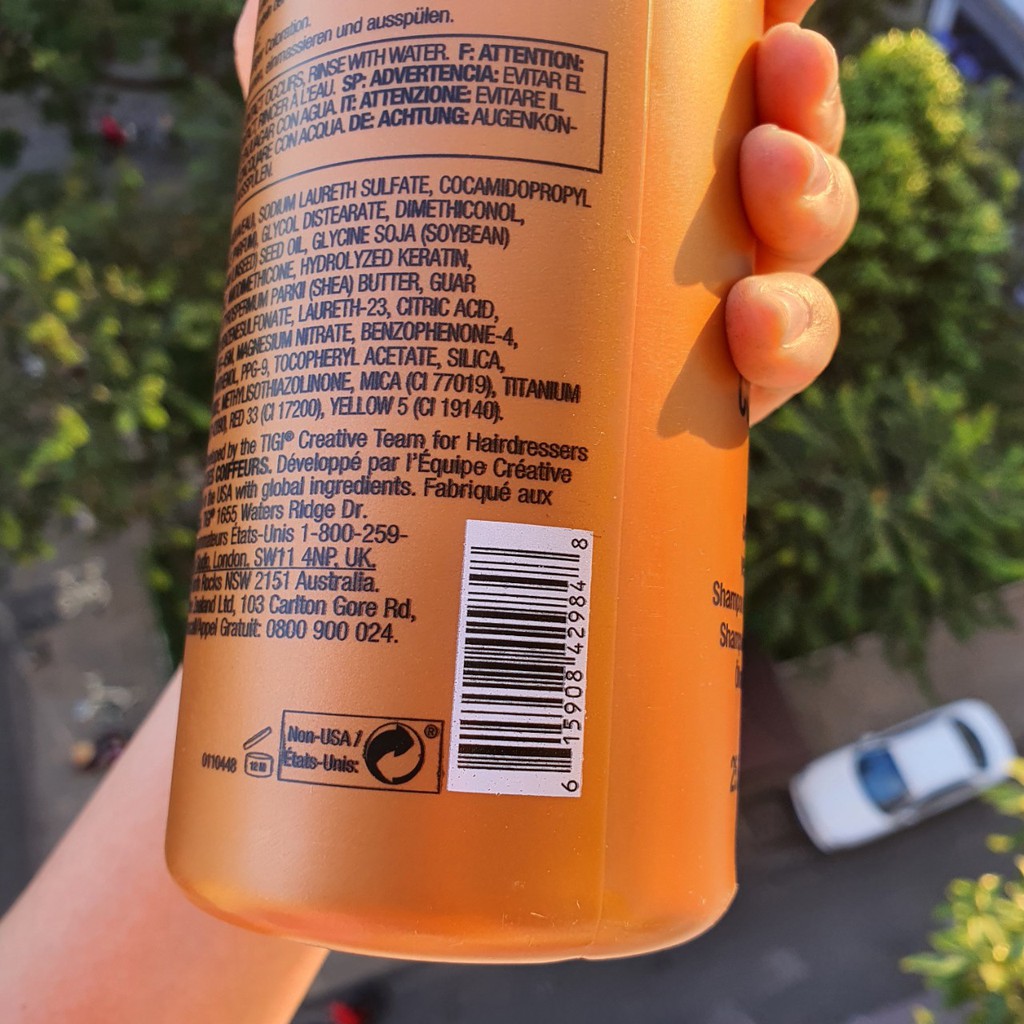 Coloration.
einmassieren und ausspülen.
OCCURS, RINSE WITH WATER. F: ATTENTION:
RINCER À L'EAU. SP: ADVERTENCIA: EVITAR EL
CON AGUA. IT: ATTENZIONE: EVITARE IL
CON ACQUA. DE: ACHTUNG: AUGENKON-
SODIUM LAURETH SULFATE, COCAMIDOPROPYL
GLYCOL DISTEARATE, DIMETHICONOL,
SEED OIL, GLYCINE SOJA (SOYBEAN)
HYDROLYZED KERATIN,
PARKII (SHEA) BUTTER, GUAR
LAURETH-23, CITRIC ACID,
MAGNESIUM NITRATE, BENZOPHENONE-4,
PPG-9, TOCOPHERYL ACETATE, SILICA,
METHYLISOTHIAZOLINONE, MICA (CI 77019), TITANIUM
RED 33 (CI 17200), YELLOW 5 (CI 19140).
by the TIGI® Creative Team for Hairdressers
COIFFEURS. Développé par l'Équipe Créative
the USA with global ingredients. Fabriqué aux
TIGI® 1655 Waters Ridge Dr.
États-Unis 1-800-259-
London, SW11 4NP. UK.
Rocks NSW 2151 Australia.
Ltd, 103 Carlton Gore Rd,
Gratuit: 0800 900 024.
Non-USA /
États-Unis:
®
0110448
12 M
6 15908 42984 8